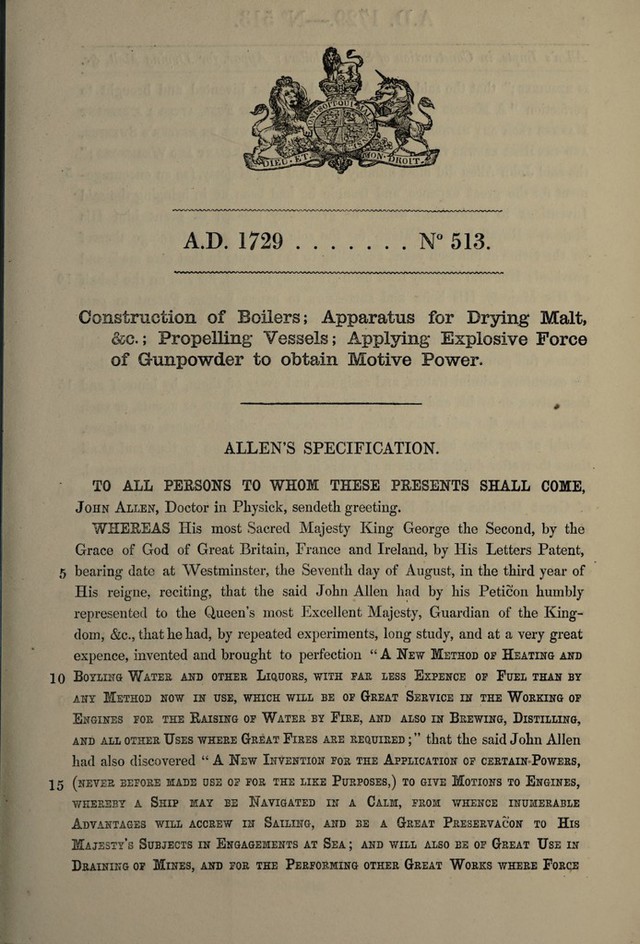 DIEU · ET MON · DROIT ·
A.D. 1729 . . . . . . . . Nº 513.
Construction of Boilers; Apparatus for Drying Malt,
&c.; Propelling Vessels; Applying Explosive Force
of Gunpowder to obtain Motive Power.
ALLEN'S SPECIFICATION.
TO ALL PERSONS TO WHOM THESE PRESENTS SHALL COME,
JOHN ALLEN, Doctor in Physick, sendeth greeting.
WHEREAS His most Sacred Majesty King George the Second, by the
Grace of God of Great Britain, France and Ireland, by His Letters Patent,
5 bearing date at Westminster, the Seventh day of August, in the third year of
His reigne, reciting, that the said John Allen had by his Peticõn humbly
represented to the Queen's most Excellent Majesty, Guardian of the King-
dom, &c., that he had, by repeated experiments, long study, and at a very great
expence, invented and brought to perfection "A NEW METHOD OF HEATING AND
10 BOYLING WATER AND OTHER LIQUORS, WITH FAR LESS EXPENCE OF FUEL THAN BY
ANY METHOD NOW IN USE, WHICH WILL BE OF GREAT SERVICE IN THE WORKING OF
ENGINES FOR THE RAISING OF WATER BY FIRE, AND ALSO IN BREWING, DISTILLING,
AND ALL OTHER USES WHERE GREAT FIRES ARE REQUIRED;" that the said John Allen
had also discovered "A NEW INVENTION FOR THE APPLICATION OF CERTAIN POWERS,
15 (NEVER BEFORE MADE USE OF FOR THE LIKE PURPOSES,) TO GIVE MOTIONS TO ENGINES,
WHEREBY A SHIP MAY BE NAVIGATED IN A CALM, FROM WHENCE INUMERABLE
ADVANTAGES WILL ACCREW IN SAILING, AND BE A GREAT PRESERVACÕN TO HIS
MAJESTY'S SUBJECTS IN ENGAGEMENTS AT SEA; AND WILL ALSO BE OF GREAT USE IN
DRAINING OF MINES, AND FOR THE PERFORMING OTHER GREAT WORKS WHERE FORCE